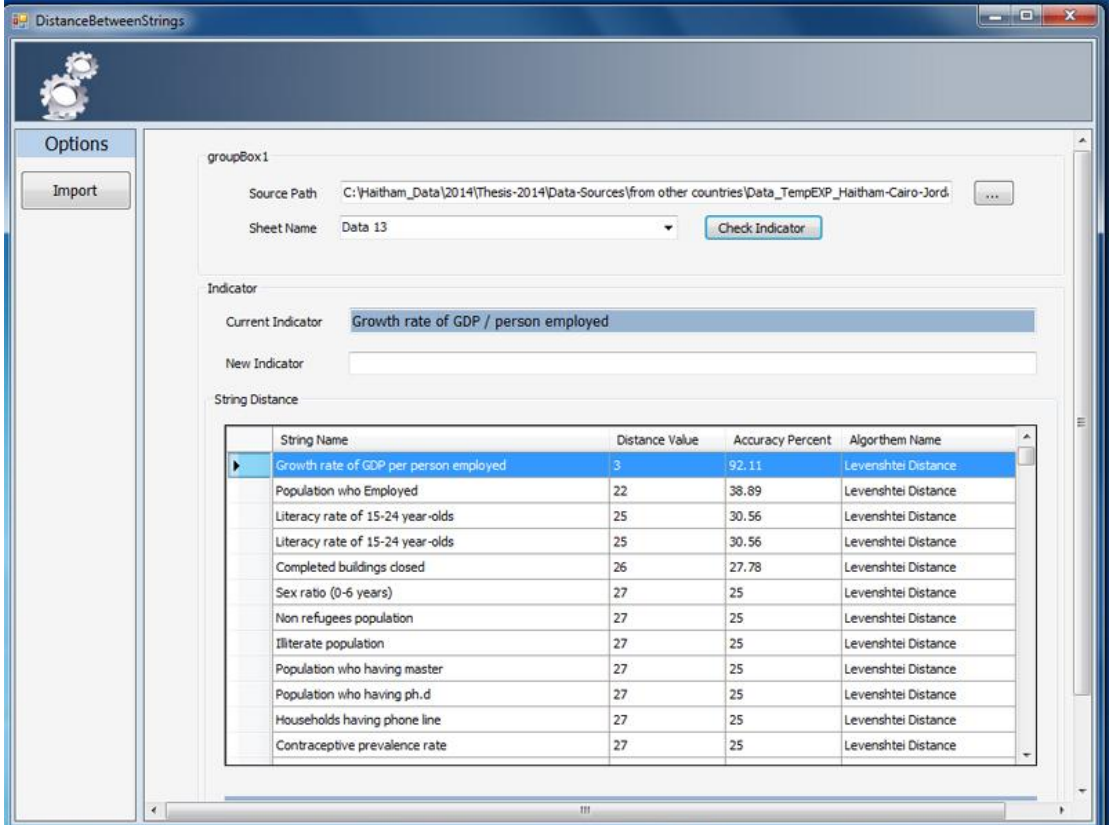 DistanceBetweenStrings
Options
Import
groupBox1
Source Path C:\Haitham_Data\2014\Thesis-2014\Data-Sources\from other countries\Data_TempEXP_Haitham-Cairo-Jord ...
Sheet Name Data 13 Check Indicator
Indicator
Current Indicator Growth rate of GDP / person employed
New Indicator
String Distance
String Name Distance Value Accuracy Percent Algorthem Name
Growth rate of GDP per person employed 3 92.11 Levenshtei Distance
Population who Employed 22 38.89 Levenshtei Distance
Literacy rate of 15-24 year-olds 25 30.56 Levenshtei Distance
Literacy rate of 15-24 year-olds 25 30.56 Levenshtei Distance
Completed buildings closed 26 27.78 Levenshtei Distance
Sex ratio (0-6 years) 27 25 Levenshtei Distance
Non refugees population 27 25 Levenshtei Distance
Illiterate population 27 25 Levenshtei Distance
Population who having master 27 25 Levenshtei Distance
Population who having ph.d 27 25 Levenshtei Distance
Households having phone line 27 25 Levenshtei Distance
Contraceptive prevalence rate 27 25 Levenshtei Distance